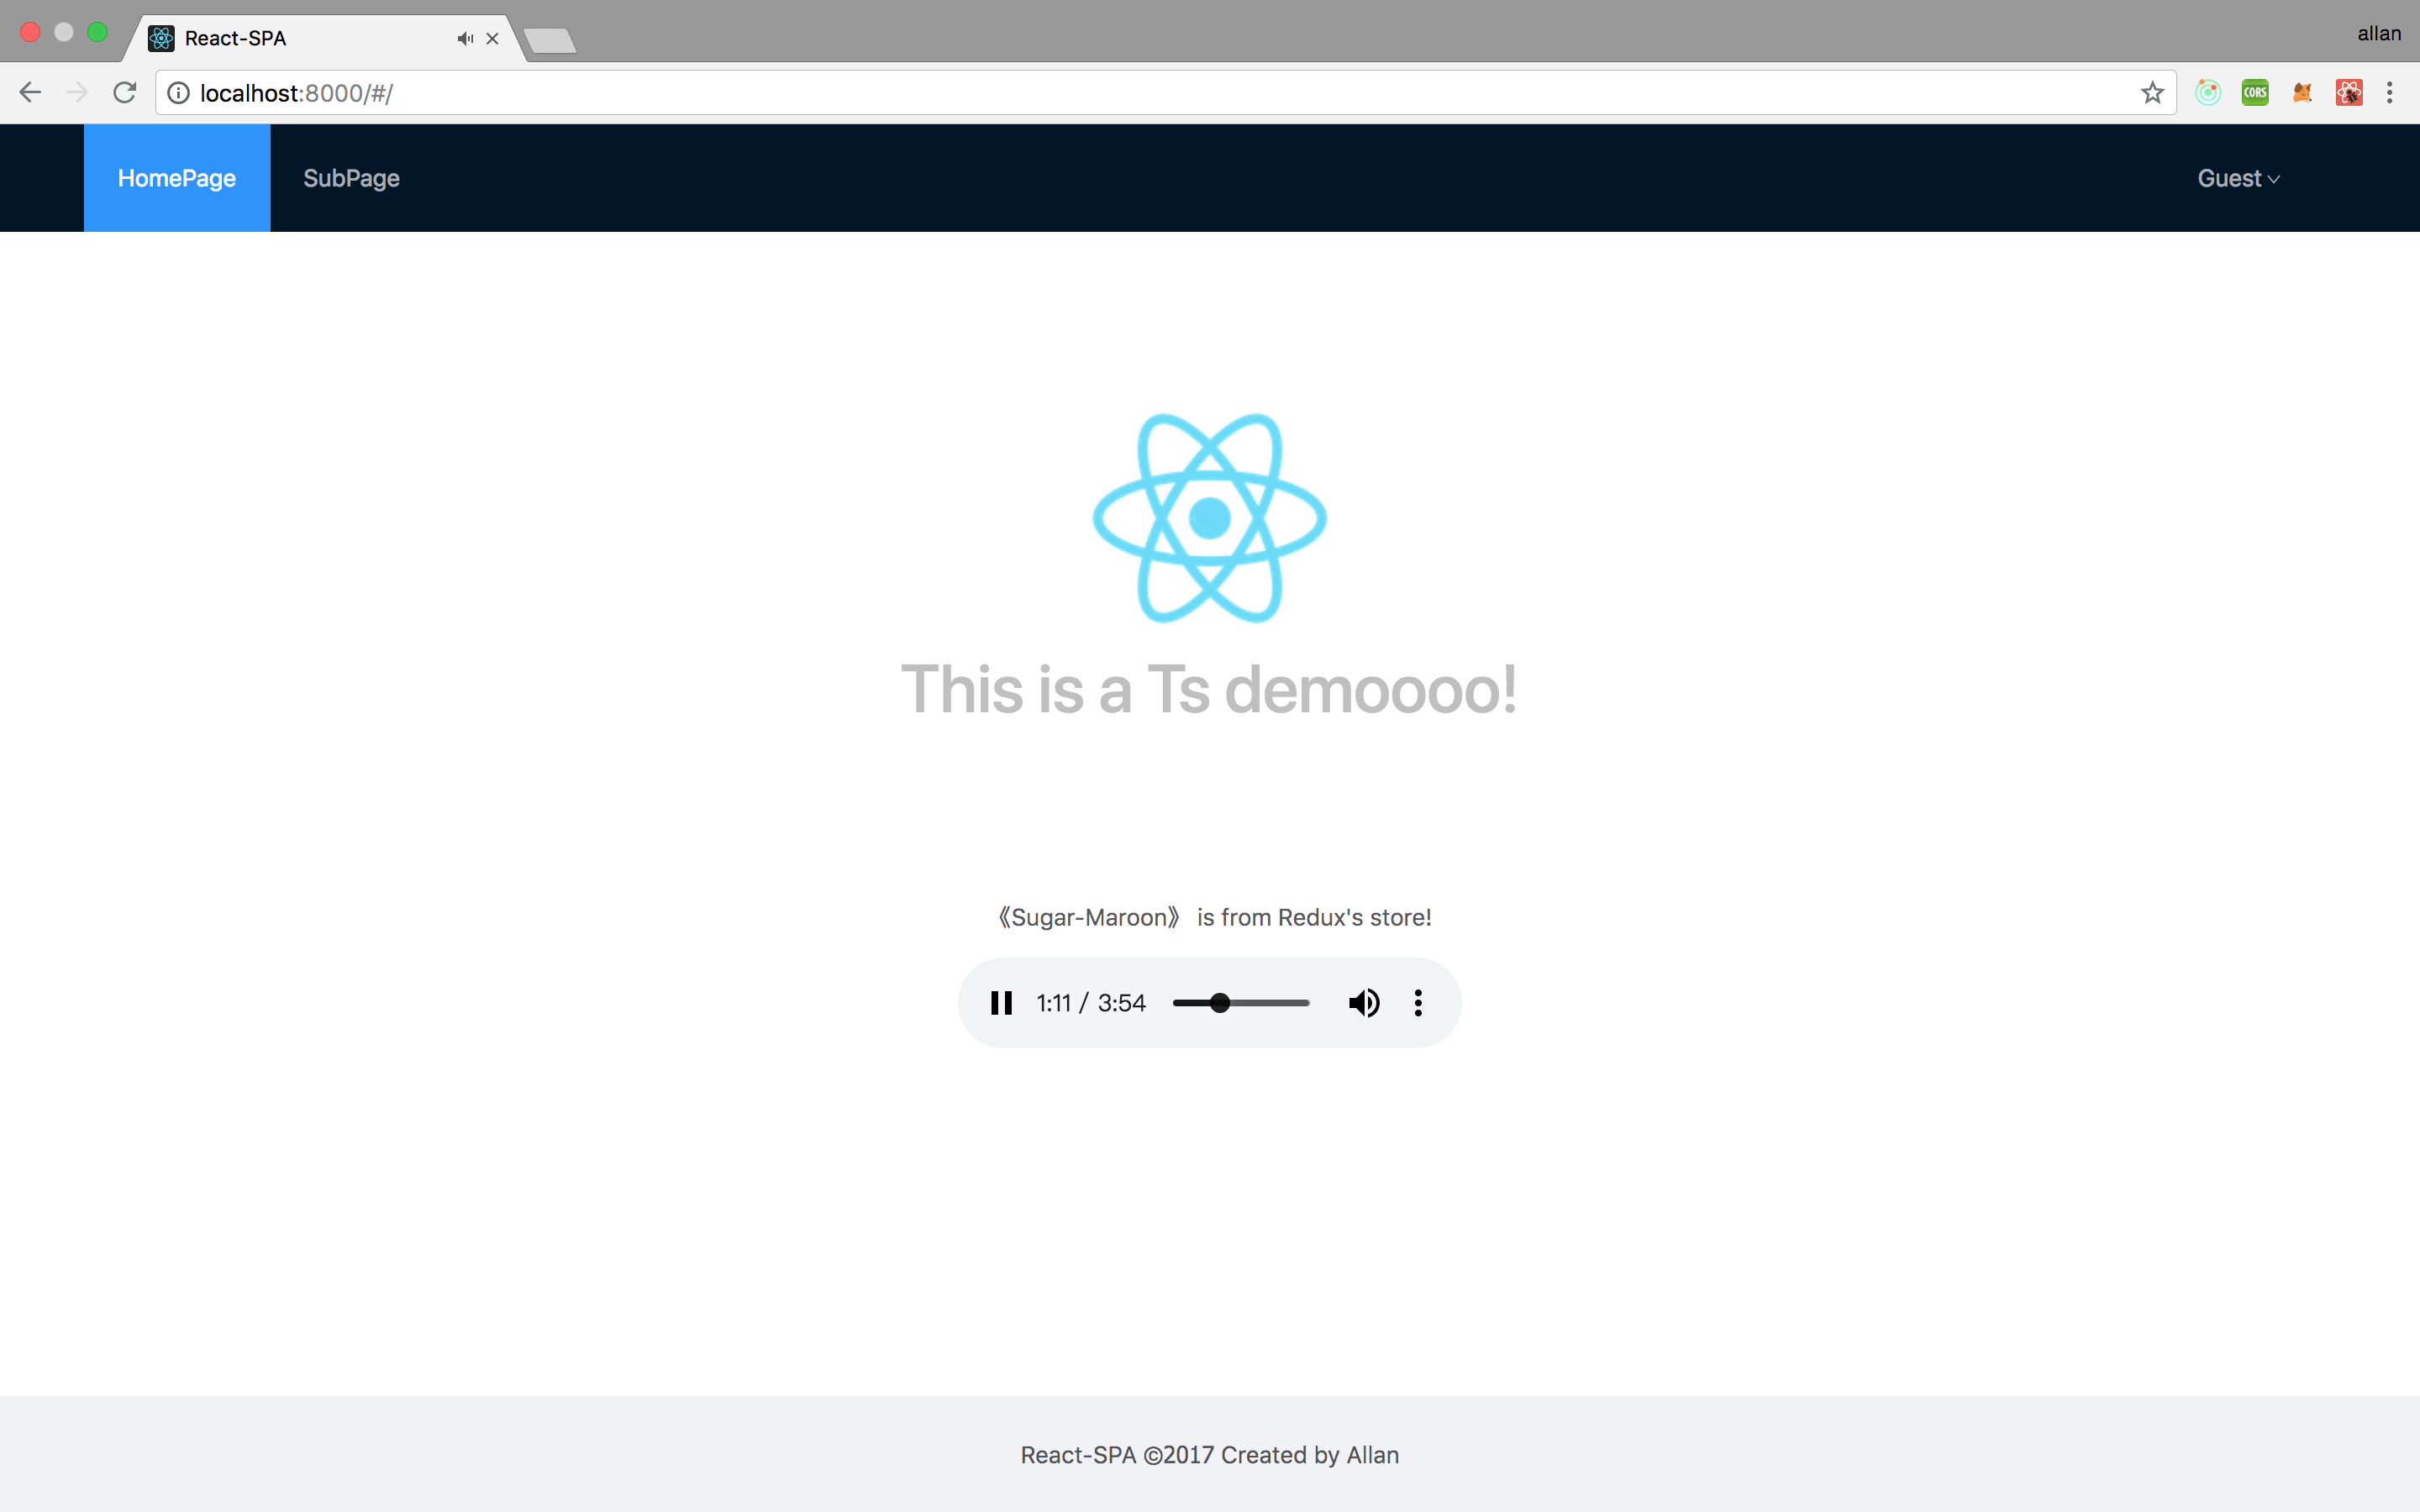 React-SPA
allan
localhost:8000/#/
CORS
HomePage
SubPage
Guest
This is a Ts demoooo!
《Sugar-Maroon》 is from Redux's store!
1:11 / 3:54
React-SPA ©2017 Created by Allan